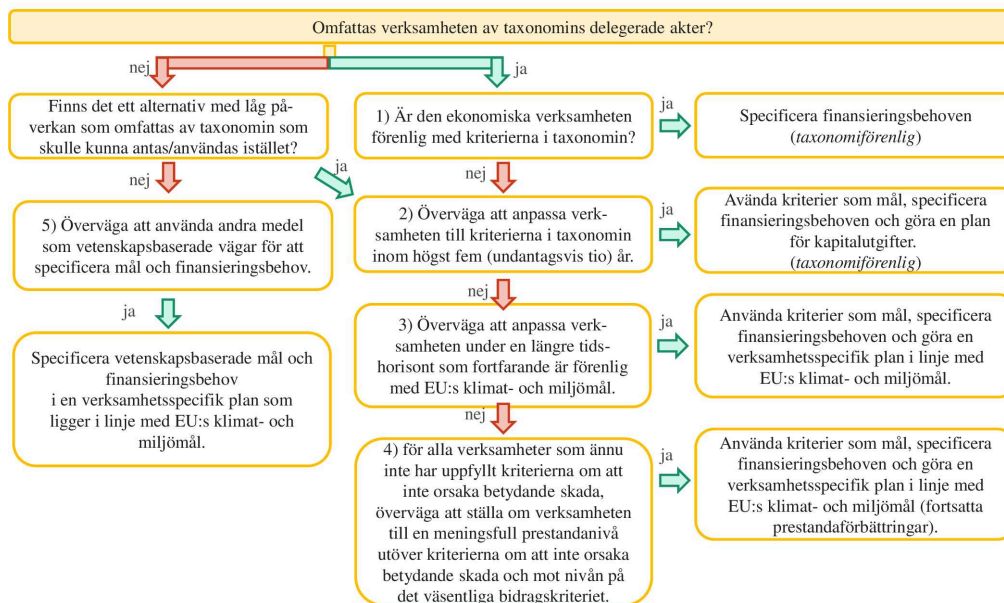 Omfattas verksamheten av taxonomins delegerade akter?
nej
ja
Finns det ett alternativ med låg på-
verkan som omfattas av taxonomin som
skulle kunna antas/användas istället?
1) Är den ekonomiska verksamheten
förenlig med kriterierna i taxonomin?
ja
Specificera finansieringsbehoven
(taxonomiförenlig)
nej
ja
nej
5) Överväga att använda andra medel
som vetenskapsbaserade vägar för att
specificera mål och finansieringsbehov.
2) Överväga att anpassa verk-
samheten till kriterierna i taxonomin
inom högst fem (undantagsvis tio) år.
ja
Avända kriterier som mål, specificera
finansieringsbehoven och göra en plan
för kapitalutgifter.
(taxonomiförenlig)
ja
nej
Specificera vetenskapsbaserade mål och
finansieringsbehov
i en verksamhetsspecifik plan som
ligger i linje med EU:s klimat- och
miljömål.
3) Överväga att anpassa verk-
samheten under en längre tids-
horisont som fortfarande är förenlig
med EU:s klimat- och miljömål.
ja
Använda kriterier som mål, specificera
finansieringsbehoven och göra en
verksamhetsspecifik plan i linje med
EU:s klimat- och miljömål.
nej
4) för alla verksamheter som ännu
inte har uppfyllt kriterierna om att
inte orsaka betydande skada,
överväga att ställa om verksamheten
till en meningsfull prestandanivå
utöver kriterierna om att inte orsaka
betydande skada och mot nivån på
det väsentliga bidragskriteriet.
ja
Använda kriterier som mål, specificera
finansieringsbehoven och göra en
verksamhetsspecifik plan i linje med
EU:s klimat- och miljömål (fortsatta
prestandaförbättringar).